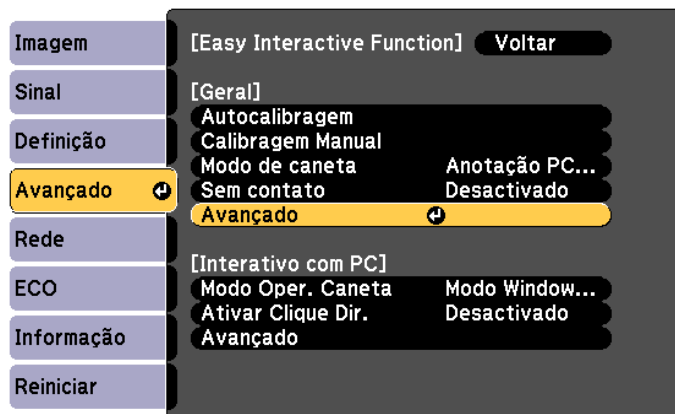 Imagem
Sinal
Definição
Avançado
Rede
ECO
Informação
Reiniciar
[Easy Interactive Function] Voltar
[Geral]
Autocalibragem
Calibragem Manual
Modo de caneta Anotação PC...
Sem contato Desactivado
Avançado
[Interativo com PC]
Modo Oper. Caneta Modo Window...
Ativar Clique Dir. Desactivado
Avançado